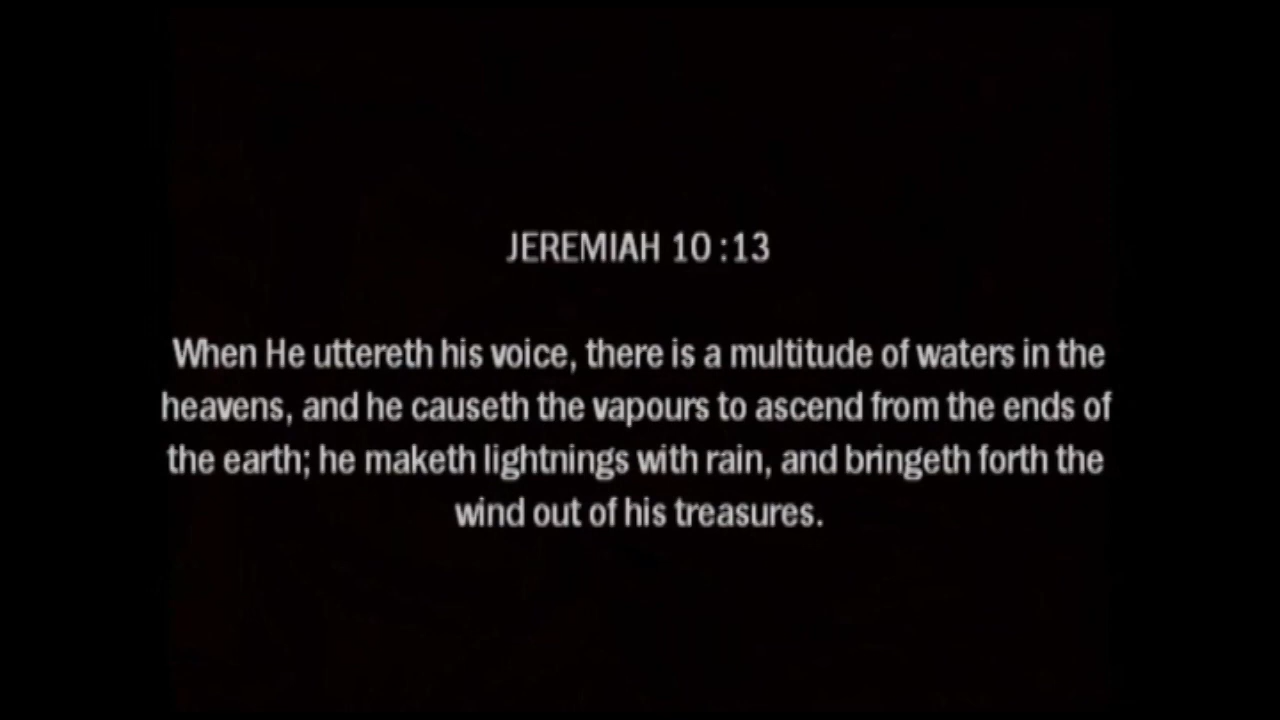 JEREMIAH 10 :13
When He uttereth his voice, there is a multitude of waters in the
heavens, and he causeth the vapours to ascend from the ends of
the earth; he maketh lightnings with rain, and bringeth forth the
wind out of his treasures.